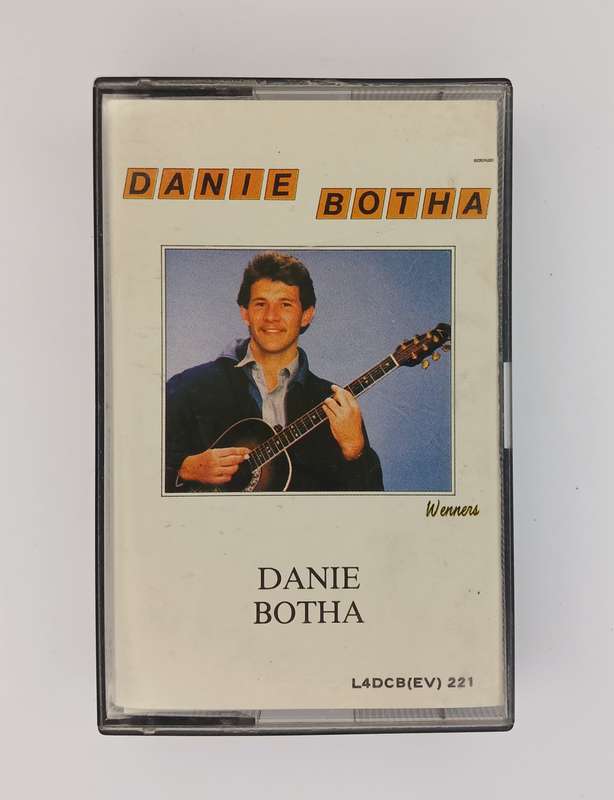 DANIE BOTHA
Wenners
DANIE
BOTHA
L4DCB(EV) 221